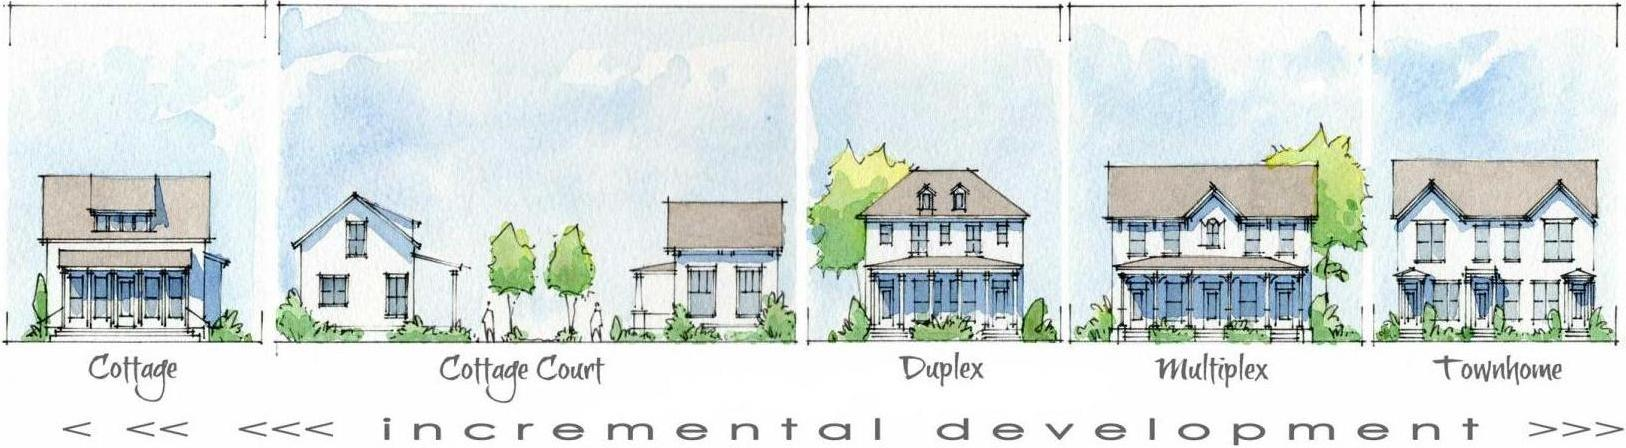 Cottage
Cottage Court
Duplex
Multiplex
Townhome
< << <<< incremental development >>>